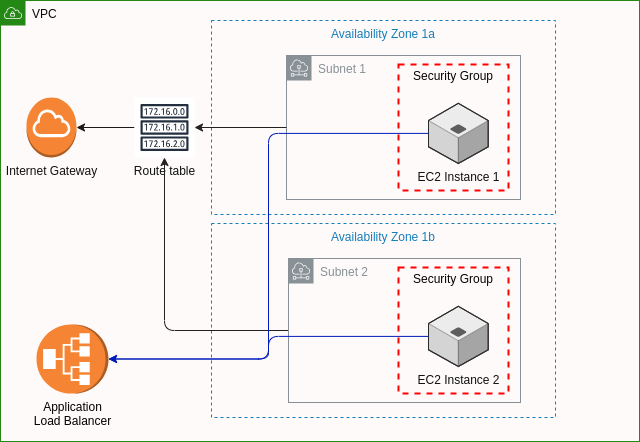 VPC
Availability Zone 1a
Subnet 1
Security Group
EC2 Instance 1
172.16.0.0
172.16.1.0
172.16.2.0
Internet Gateway
Route table
Availability Zone 1b
Subnet 2
Security Group
EC2 Instance 2
Application
Load Balancer